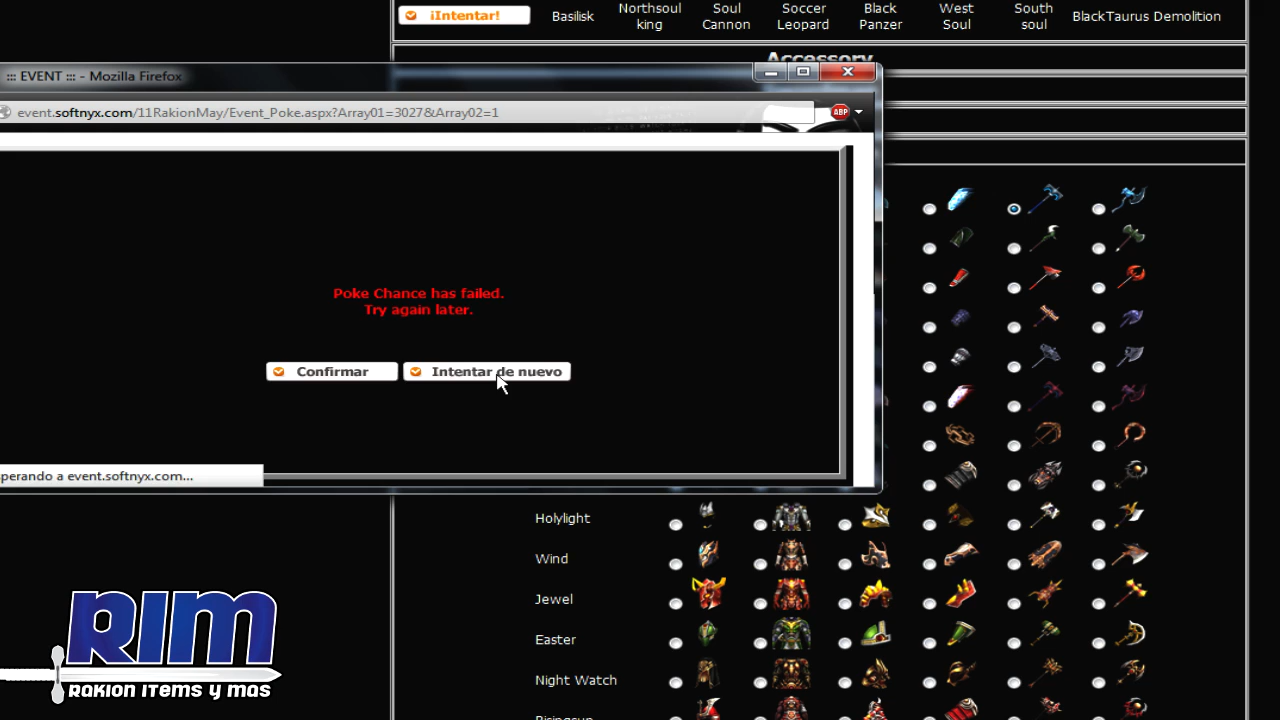 ¡Intentar!
Basilisk
Northsoul
king
Soul
Cannon
Soccer
Leopard
Black
Panzer
West
Soul
South
soul
BlackTaurus Demolition
Accessory
::: EVENT ::: - Mozilla Firefox
event.softnyx.com/11RakionMay/Event_Poke.aspx?Array01=3027&Array02=1
ABP
Poke Chance has failed.
Try again later.
Confirmar
Intentar de nuevo
perando a event.softnyx.com...
Holylight
Wind
Jewel
Easter
Night Watch
Risingsun
RIM
RAKION ITEMS Y MAS